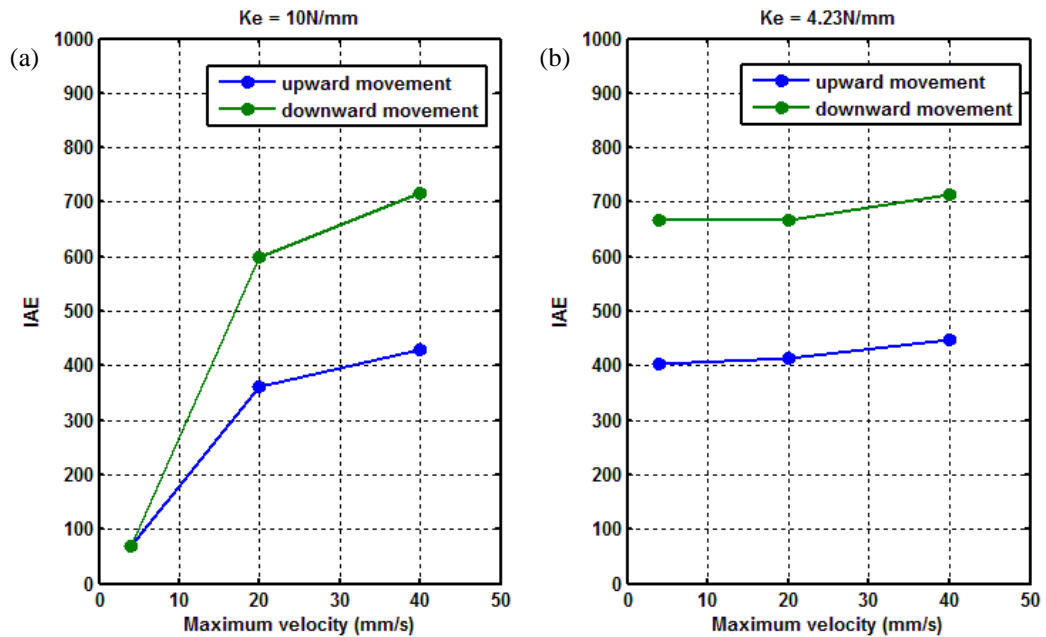 Ke = 10N/mm
(a)
1000
900
800
700
600
500
400
300
200
100
0
IAE
upward movement
downward movement
0 10 20 30 40 50
Maximum velocity (mm/s)
Ke = 4.23N/mm
(b)
1000
900
800
700
600
500
400
300
200
100
0
IAE
upward movement
downward movement
0 10 20 30 40 50
Maximum velocity (mm/s)